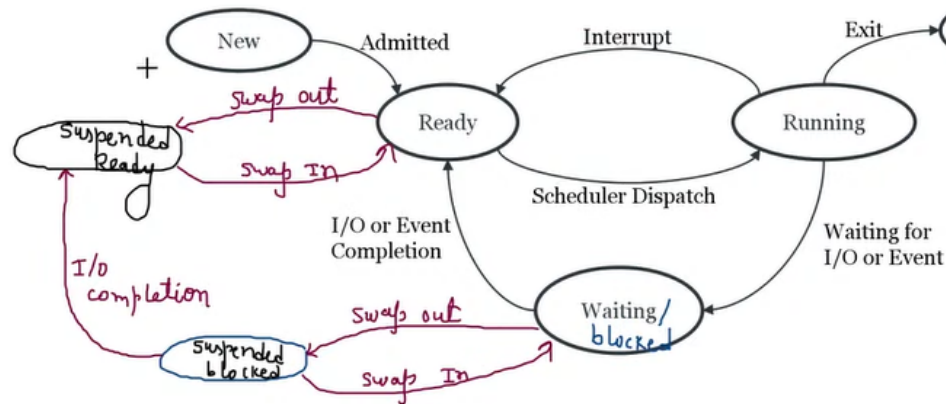 New
Admitted
Interrupt
Exit
+
swap out
Suspended
Ready
Ready
Running
swap In
Scheduler Dispatch
I/O or Event
Completion
Waiting for
I/O or Event
I/O
completion
Waiting/
blocked
swap out
Suspended
blocked
swap In